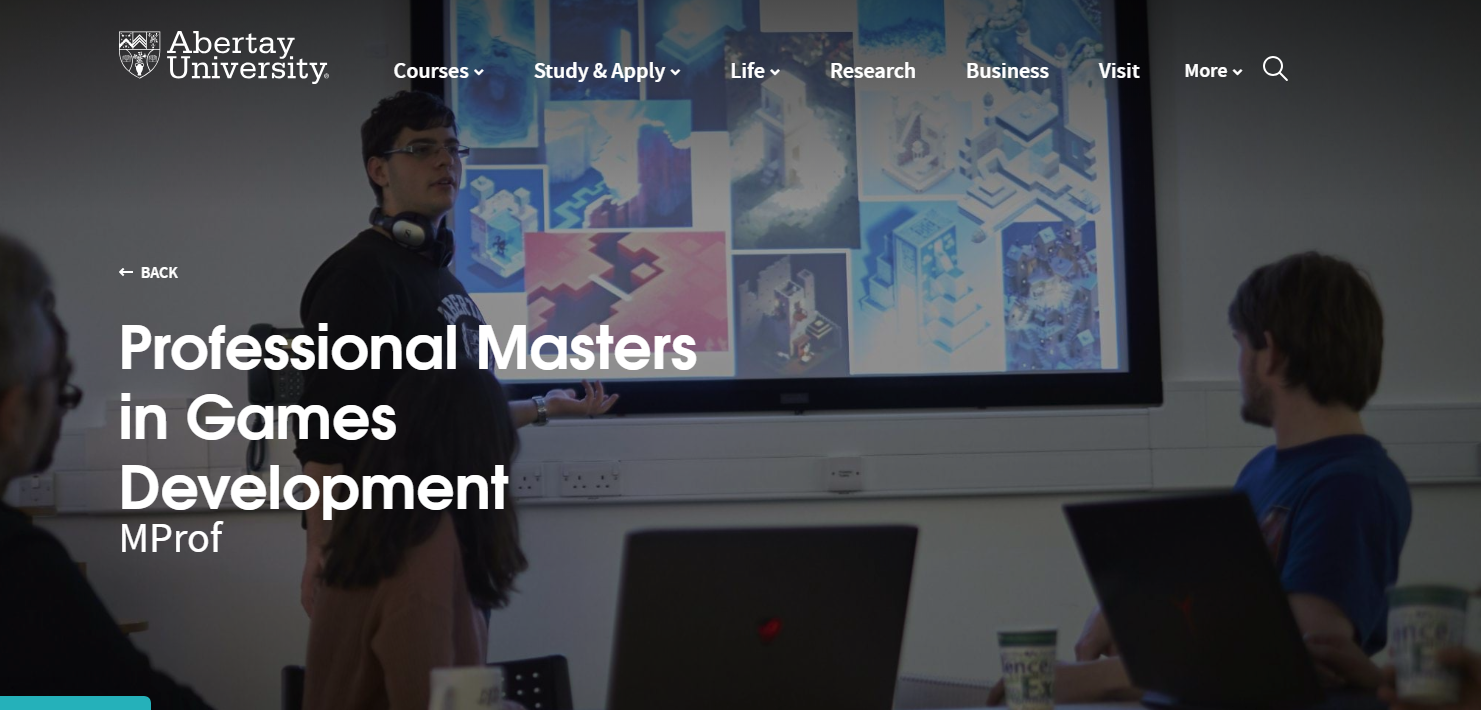 Abertay
University
Courses
Study & Apply
Life
Research
Business
Visit
More
BACK
Professional Masters
in Games
Development
MProf